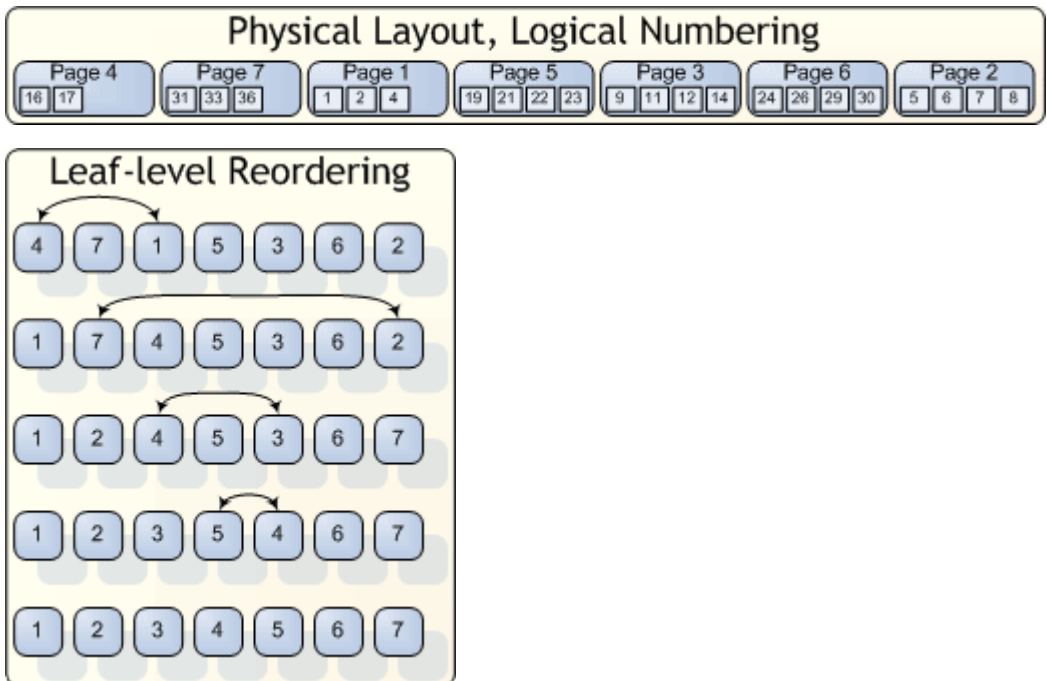 Physical Layout, Logical Numbering
Page 4 Page 7 Page 1 Page 5 Page 3 Page 6 Page 2
16 17 31 33 36 1 2 4 19 21 22 23 9 11 12 14 24 26 29 30 5 6 7 8
Leaf-level Reordering
4 7 1 5 3 6 2
1 7 4 5 3 6 2
1 2 4 5 3 6 7
1 2 3 5 4 6 7
1 2 3 4 5 6 7